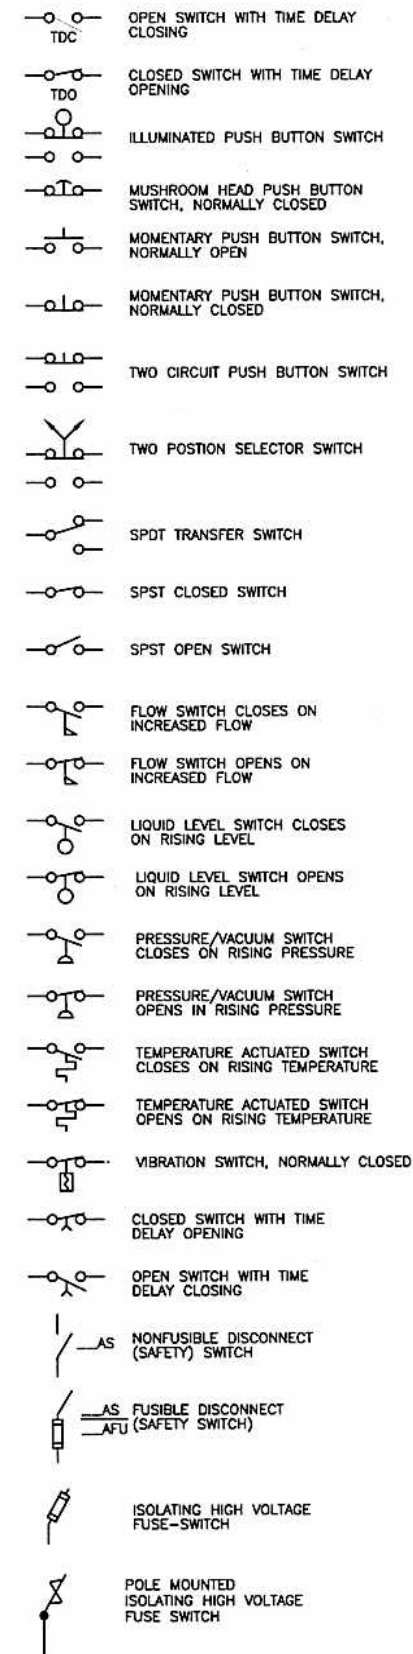 OPEN SWITCH WITH TIME DELAY
CLOSING
TDC
CLOSED SWITCH WITH TIME DELAY
OPENING
TDO
ILLUMINATED PUSH BUTTON SWITCH
MUSHROOM HEAD PUSH BUTTON
SWITCH, NORMALLY CLOSED
MOMENTARY PUSH BUTTON SWITCH,
NORMALLY OPEN
MOMENTARY PUSH BUTTON SWITCH,
NORMALLY CLOSED
TWO CIRCUIT PUSH BUTTON SWITCH
TWO POSTION SELECTOR SWITCH
SPDT TRANSFER SWITCH
SPST CLOSED SWITCH
SPST OPEN SWITCH
FLOW SWITCH CLOSES ON
INCREASED FLOW
FLOW SWITCH OPENS ON
INCREASED FLOW
LIQUID LEVEL SWITCH CLOSES
ON RISING LEVEL
LIQUID LEVEL SWITCH OPENS
ON RISING LEVEL
PRESSURE/VACUUM SWITCH
CLOSES ON RISING PRESSURE
PRESSURE/VACUUM SWITCH
OPENS IN RISING PRESSURE
TEMPERATURE ACTUATED SWITCH
CLOSES ON RISING TEMPERATURE
TEMPERATURE ACTUATED SWITCH
OPENS ON RISING TEMPERATURE
VIBRATION SWITCH, NORMALLY CLOSED
CLOSED SWITCH WITH TIME
DELAY OPENING
OPEN SWITCH WITH TIME
DELAY CLOSING
AS NONFUSIBLE DISCONNECT
(SAFETY) SWITCH
AS FUSIBLE DISCONNECT
AFU (SAFETY SWITCH)
ISOLATING HIGH VOLTAGE
FUSE-SWITCH
POLE MOUNTED
ISOLATING HIGH VOLTAGE
FUSE SWITCH